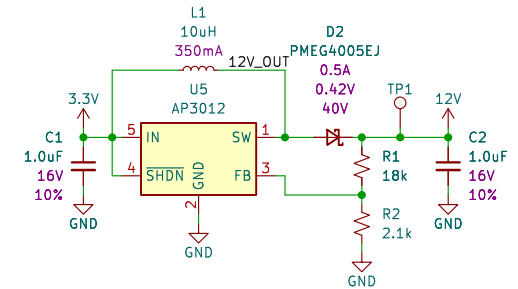 L1
10uH
350mA
12V_OUT
D2
PMEG4005EJ
0.5A
0.42V
40V
3.3V
U5
AP3012
TP1
12V
C1
1.0uF
16V
10%
5 IN SW 1
4 SHDN GND FB 3
2
R1
18k
C2
1.0uF
16V
10%
R2
2.1k
GND
GND
GND
GND